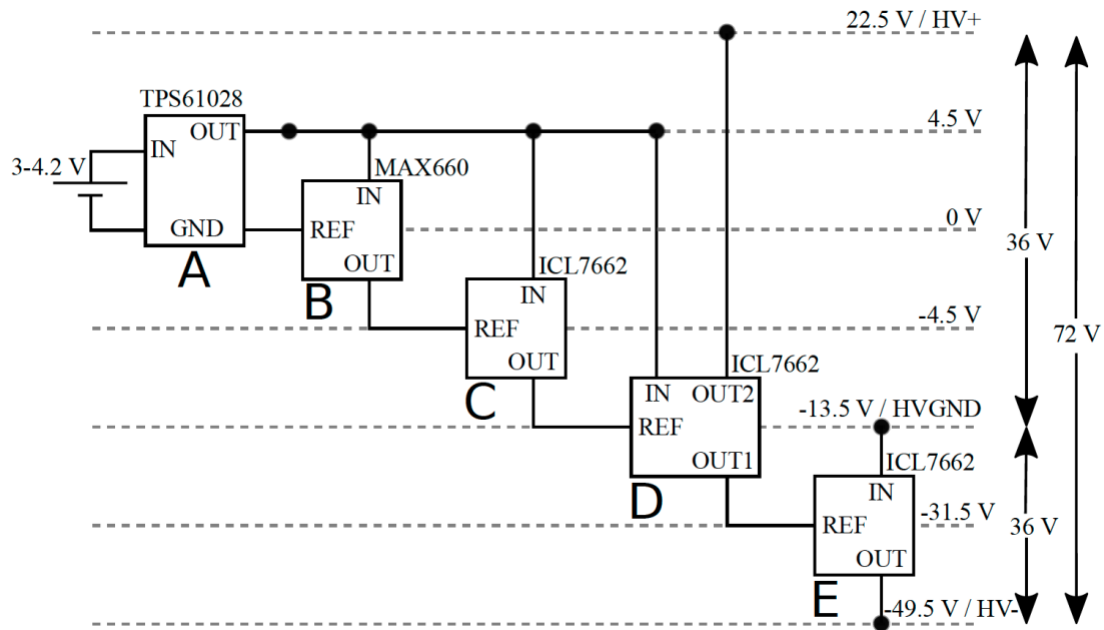 22.5 V / HV+
TPS61028
OUT
4.5 V
IN
3-4.2 V
MAX660
IN
GND
REF
0 V
A
OUT
36 V
ICL7662
B
IN
REF
-4.5 V
72 V
OUT
ICL7662
C
IN
OUT2
-13.5 V / HVGND
REF
OUT1
ICL7662
D
IN
REF
-31.5 V
36 V
OUT
E
-49.5 V / HV-